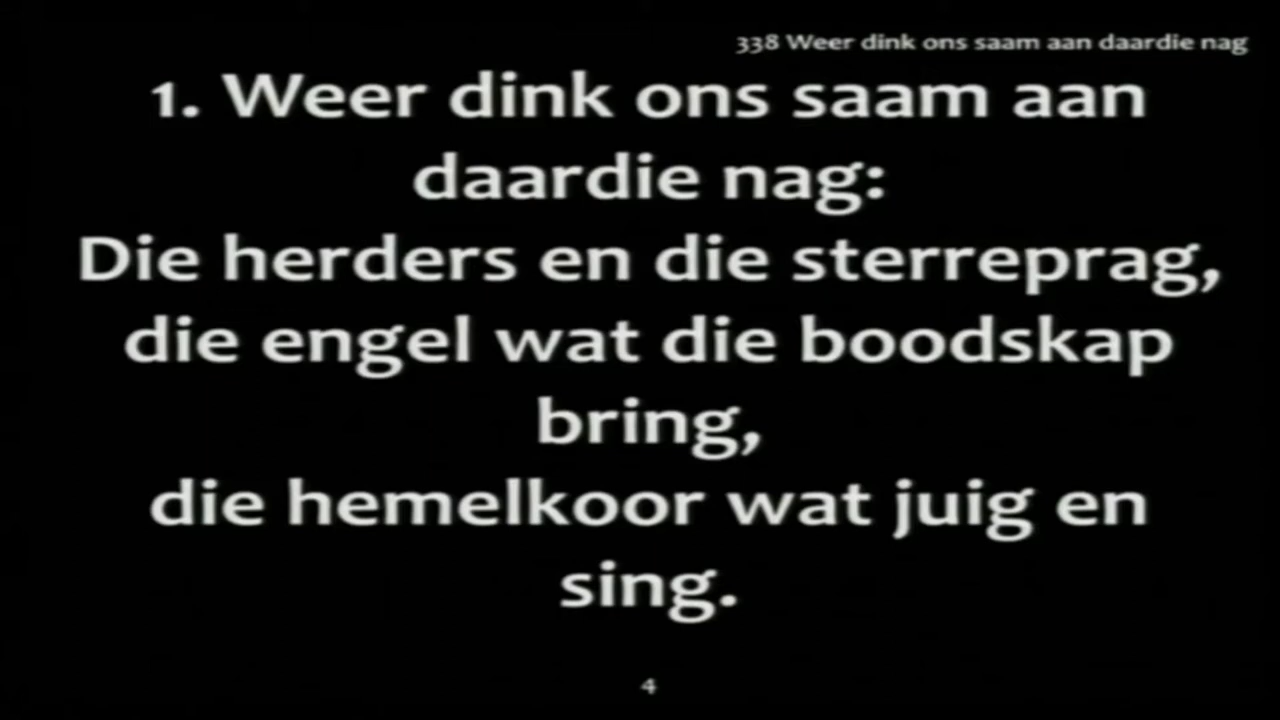 338 Weer dink ons saam aan daardie nag
1. Weer dink ons saam aan
daardie nag:
Die herders en die sterreprag,
die engel wat die boodskap
bring,
die hemelkoor wat juig en
sing.
4